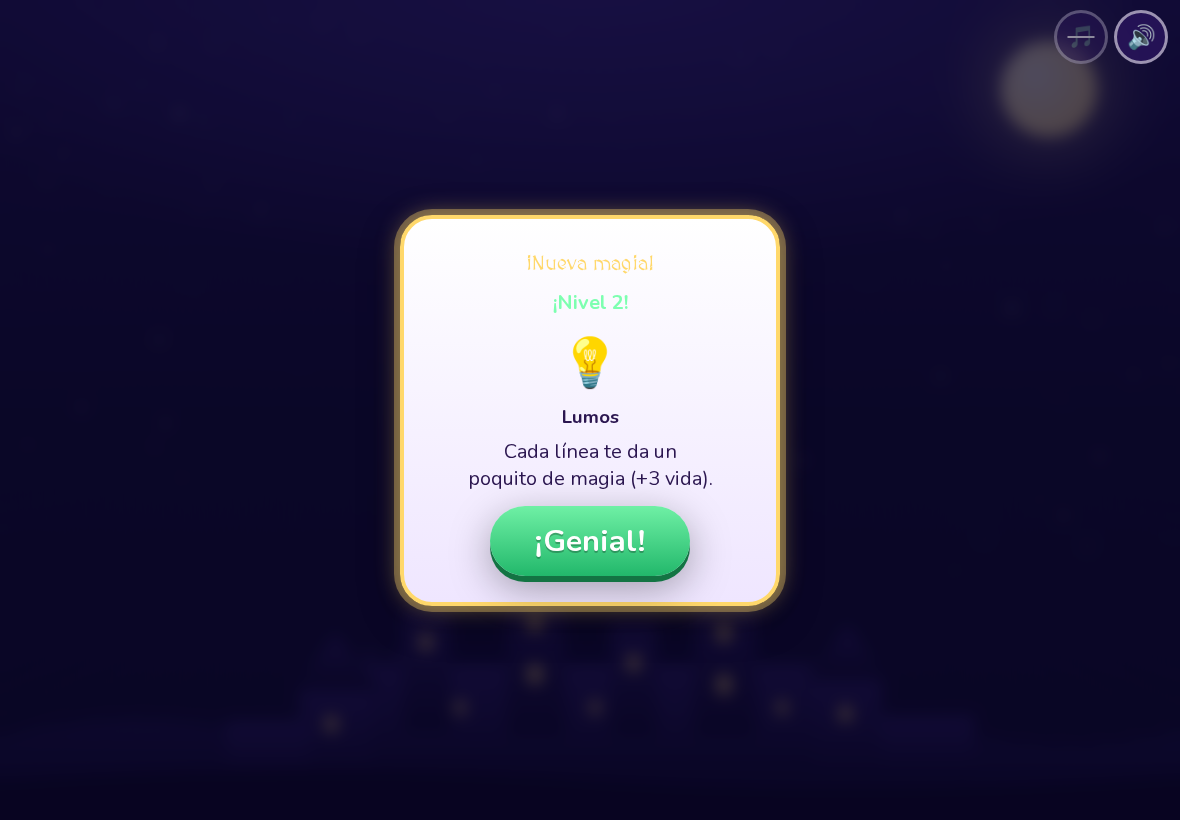 ¡Nueva magia!
¡Nivel 2!
Lumos
Cada línea te da un
poquito de magia (+3 vida).
¡Genial!